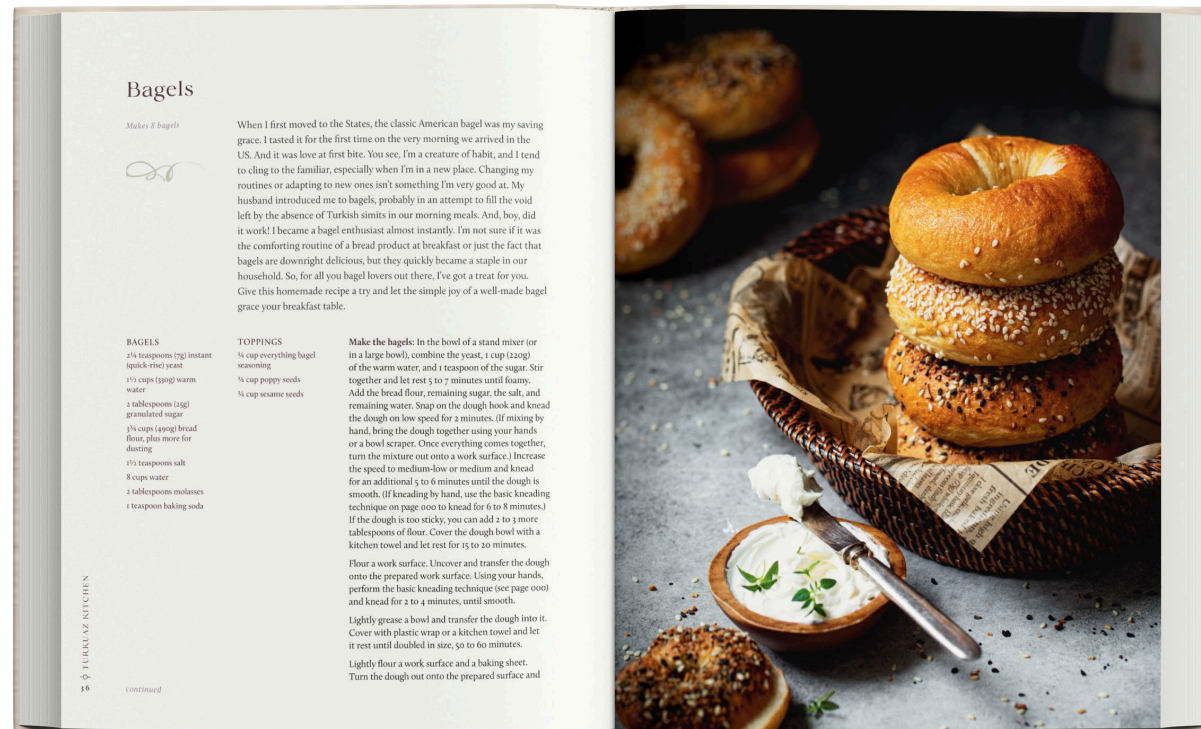 Bagels
Makes 8 bagels
When I first moved to the States, the classic American bagel was my saving
grace. I tasted it for the first time on the very morning we arrived in the
US. And it was love at first bite. You see, I'm a creature of habit, and I tend
to cling to the familiar, especially when I'm in a new place. Changing my
routines or adapting to new ones isn't something I'm very good at. My
husband introduced me to bagels, probably in an attempt to fill the void
left by the absence of Turkish simits in our morning meals. And, boy, did
it work! I became a bagel enthusiast almost instantly. I'm not sure if it was
the comforting routine of a bread product at breakfast or just the fact that
bagels are downright delicious, but they quickly became a staple in our
household. So, for all you bagel lovers out there, I've got a treat for you.
Give this homemade recipe a try and let the simple joy of a well-made bagel
grace your breakfast table.
BAGELS
2¼ teaspoons (7g) instant
(quick-rise) yeast
1½ cups (330g) warm
water
2 tablespoons (25g)
granulated sugar
3¾ cups (490g) bread
flour, plus more for
dusting
1½ teaspoons salt
8 cups water
2 tablespoons molasses
1 teaspoon baking soda
TOPPINGS
¼ cup everything bagel
seasoning
¼ cup poppy seeds
¼ cup sesame seeds
Make the bagels: In the bowl of a stand mixer (or
in a large bowl), combine the yeast, 1 cup (220g)
of the warm water, and 1 teaspoon of the sugar. Stir
together and let rest 5 to 7 minutes until foamy.
Add the bread flour, remaining sugar, the salt, and
remaining water. Snap on the dough hook and knead
the dough on low speed for 2 minutes. (If mixing by
hand, bring the dough together using your hands
or a bowl scraper. Once everything comes together,
turn the mixture out onto a work surface.) Increase
the speed to medium-low or medium and knead
for an additional 5 to 6 minutes until the dough is
smooth. (If kneading by hand, use the basic kneading
technique on page 000 to knead for 6 to 8 minutes.)
If the dough is too sticky, you can add 2 to 3 more
tablespoons of flour. Cover the dough bowl with a
kitchen towel and let rest for 15 to 20 minutes.
Flour a work surface. Uncover and transfer the dough
onto the prepared work surface. Using your hands,
perform the basic kneading technique (see page 000)
and knead for 2 to 4 minutes, until smooth.
Lightly grease a bowl and transfer the dough into it.
Cover with plastic wrap or a kitchen towel and let
it rest until doubled in size, 50 to 60 minutes.
Lightly flour a work surface and a baking sheet.
Turn the dough out onto the prepared surface and
TURKUAZ KITCHEN
36
continued